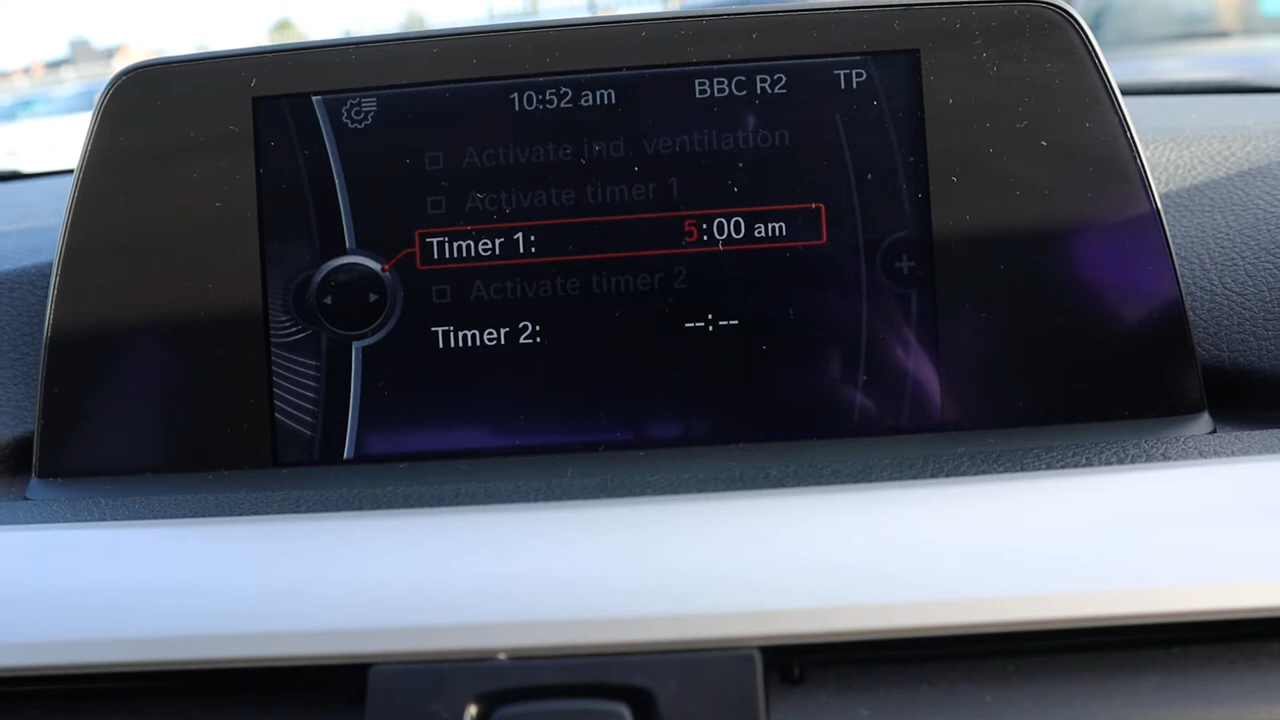 10:52 am BBC R2 TP
Activate ind. ventilation
Activate timer 1
Timer 1: 5:00 am
Activate timer 2
Timer 2: --:--